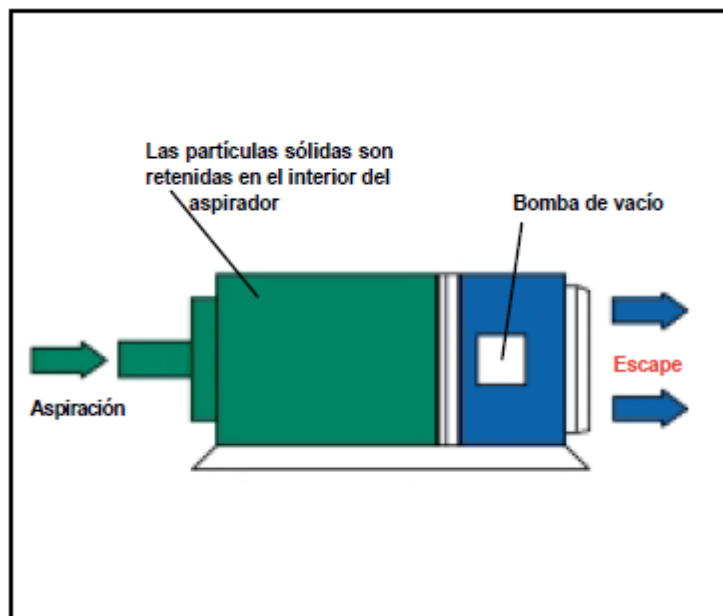 Las partículas sólidas son
retenidas en el interior del
aspirador
Bomba de vacío
Aspiración
Escape